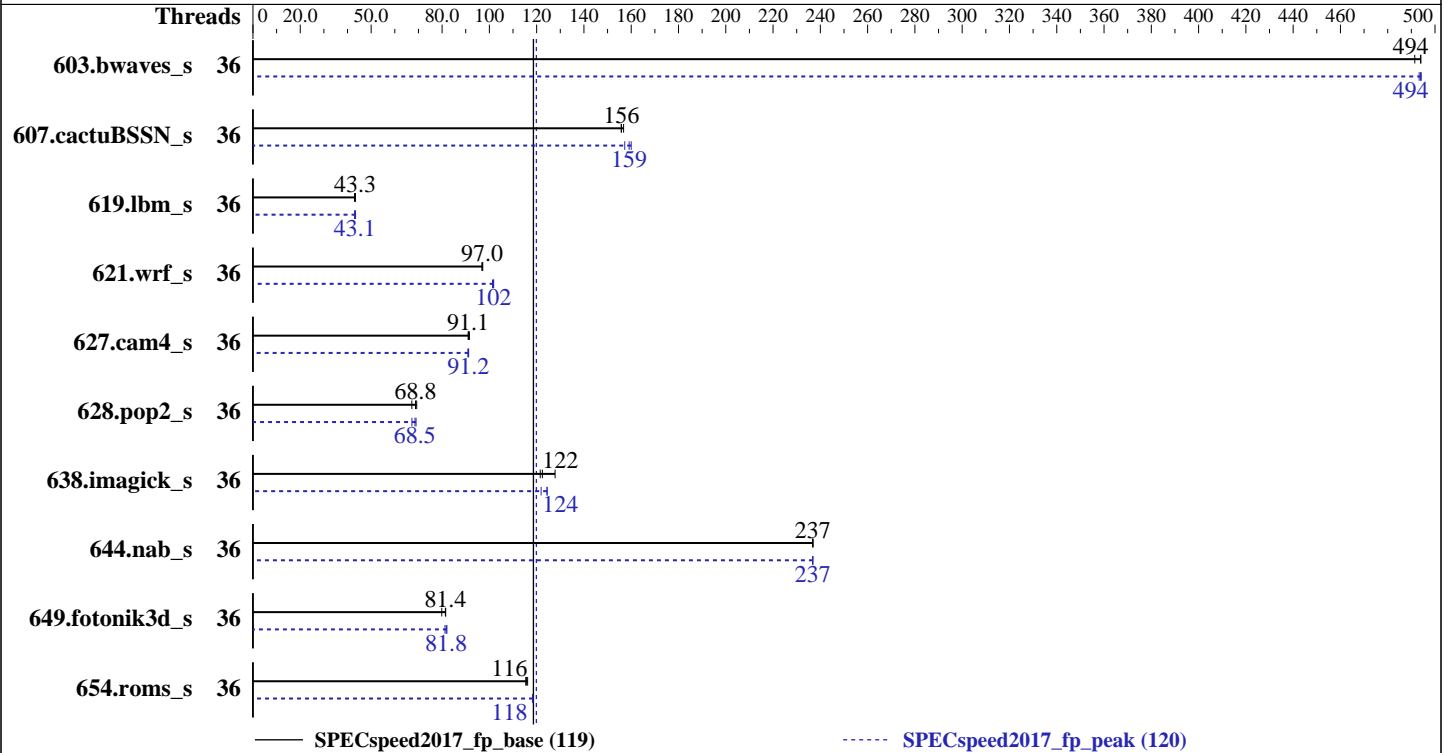 Threads 0 20.0 50.0 80.0 100 120 140 160 180 200 220 240 260 280 300 320 340 360 380 400 420 440 460 500
603.bwaves_s 36 494
494
607.cactuBSSN_s 36 156
159
619.lbm_s 36 43.3
43.1
621.wrf_s 36 97.0
102
627.cam4_s 36 91.1
91.2
628.pop2_s 36 68.8
68.5
638.imagick_s 36 122
124
644.nab_s 36 237
237
649.fotonik3d_s 36 81.4
81.8
654.roms_s 36 116
118
SPECspeed2017_fp_base (119) SPECspeed2017_fp_peak (120)